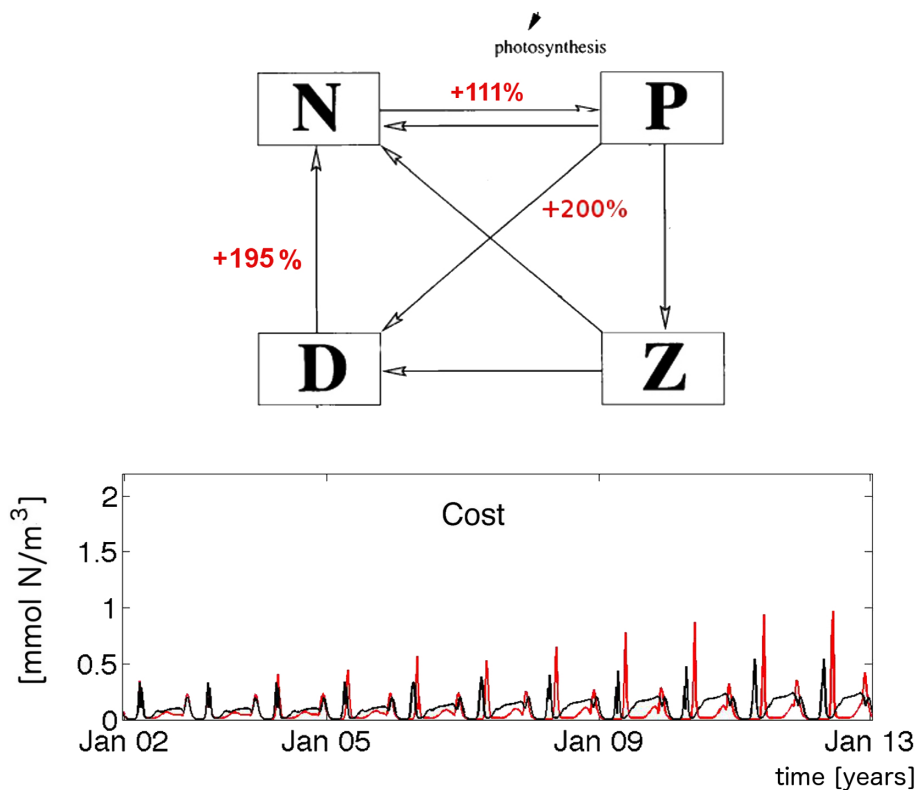 photosynthesis
N
+111%
P
+200%
+195 %
D
Z
Cost
[mmol N/m³]
2
1.5
1
0.5
0
Jan 02
Jan 05
Jan 09
Jan 13
time [years]